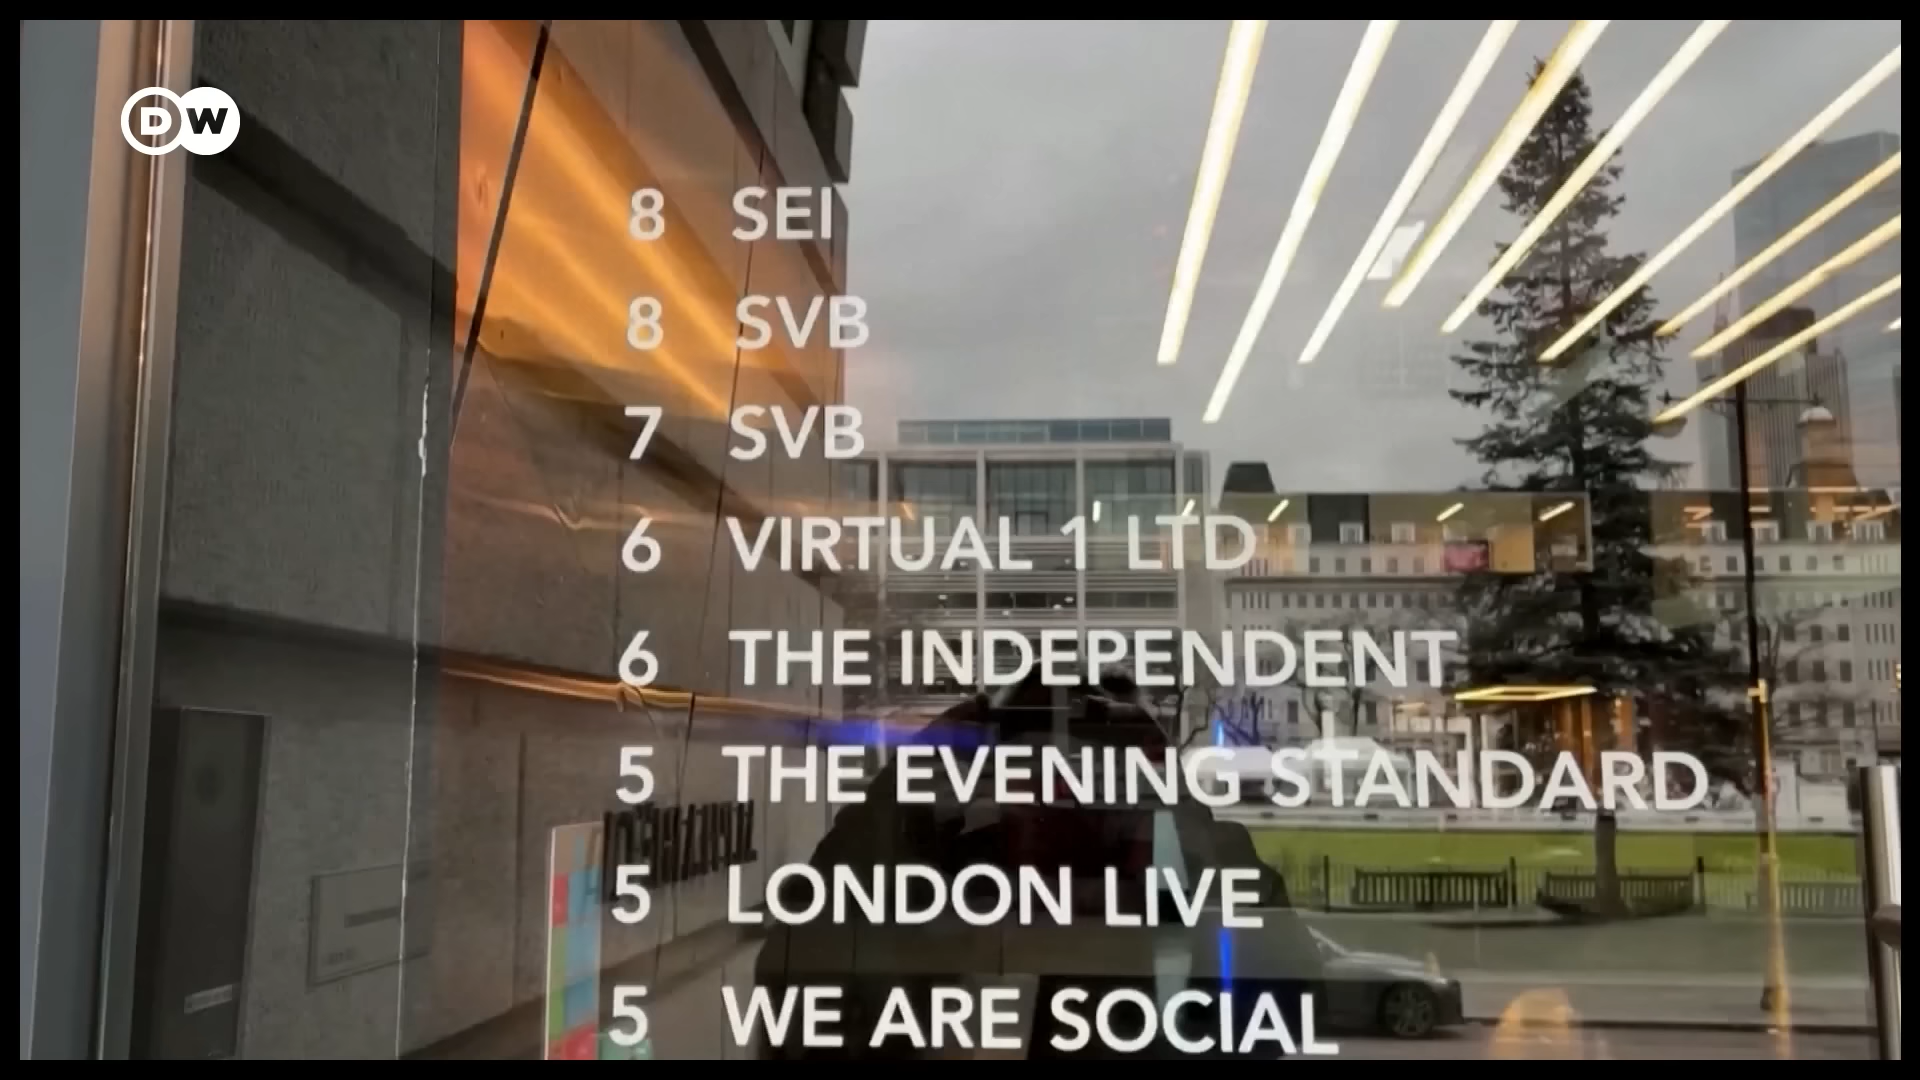 DW
8 SEI
8 SVB
7 SVB
6 VIRTUAL 1 LTD
6 THE INDEPENDENT
5 THE EVENING STANDARD
5 LONDON LIVE
5 WE ARE SOCIAL